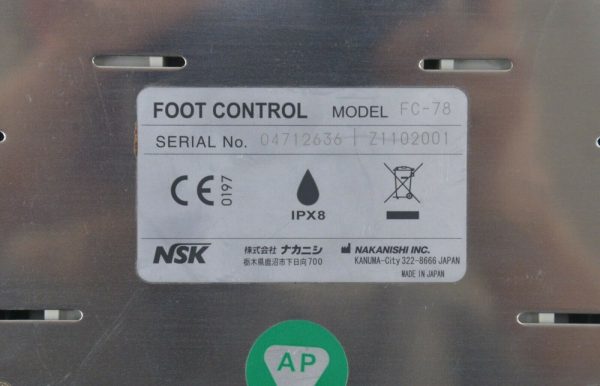 FOOT CONTROL MODEL FC-78
SERIAL No. 04712636 | Z1102001
CE 0197
IPX8
NSK 株式会社 ナカニシ NAKANISHI INC.
栃木県鹿沼市下日向700 KANUMA-City 322-8666 JAPAN
MADE IN JAPAN
AP